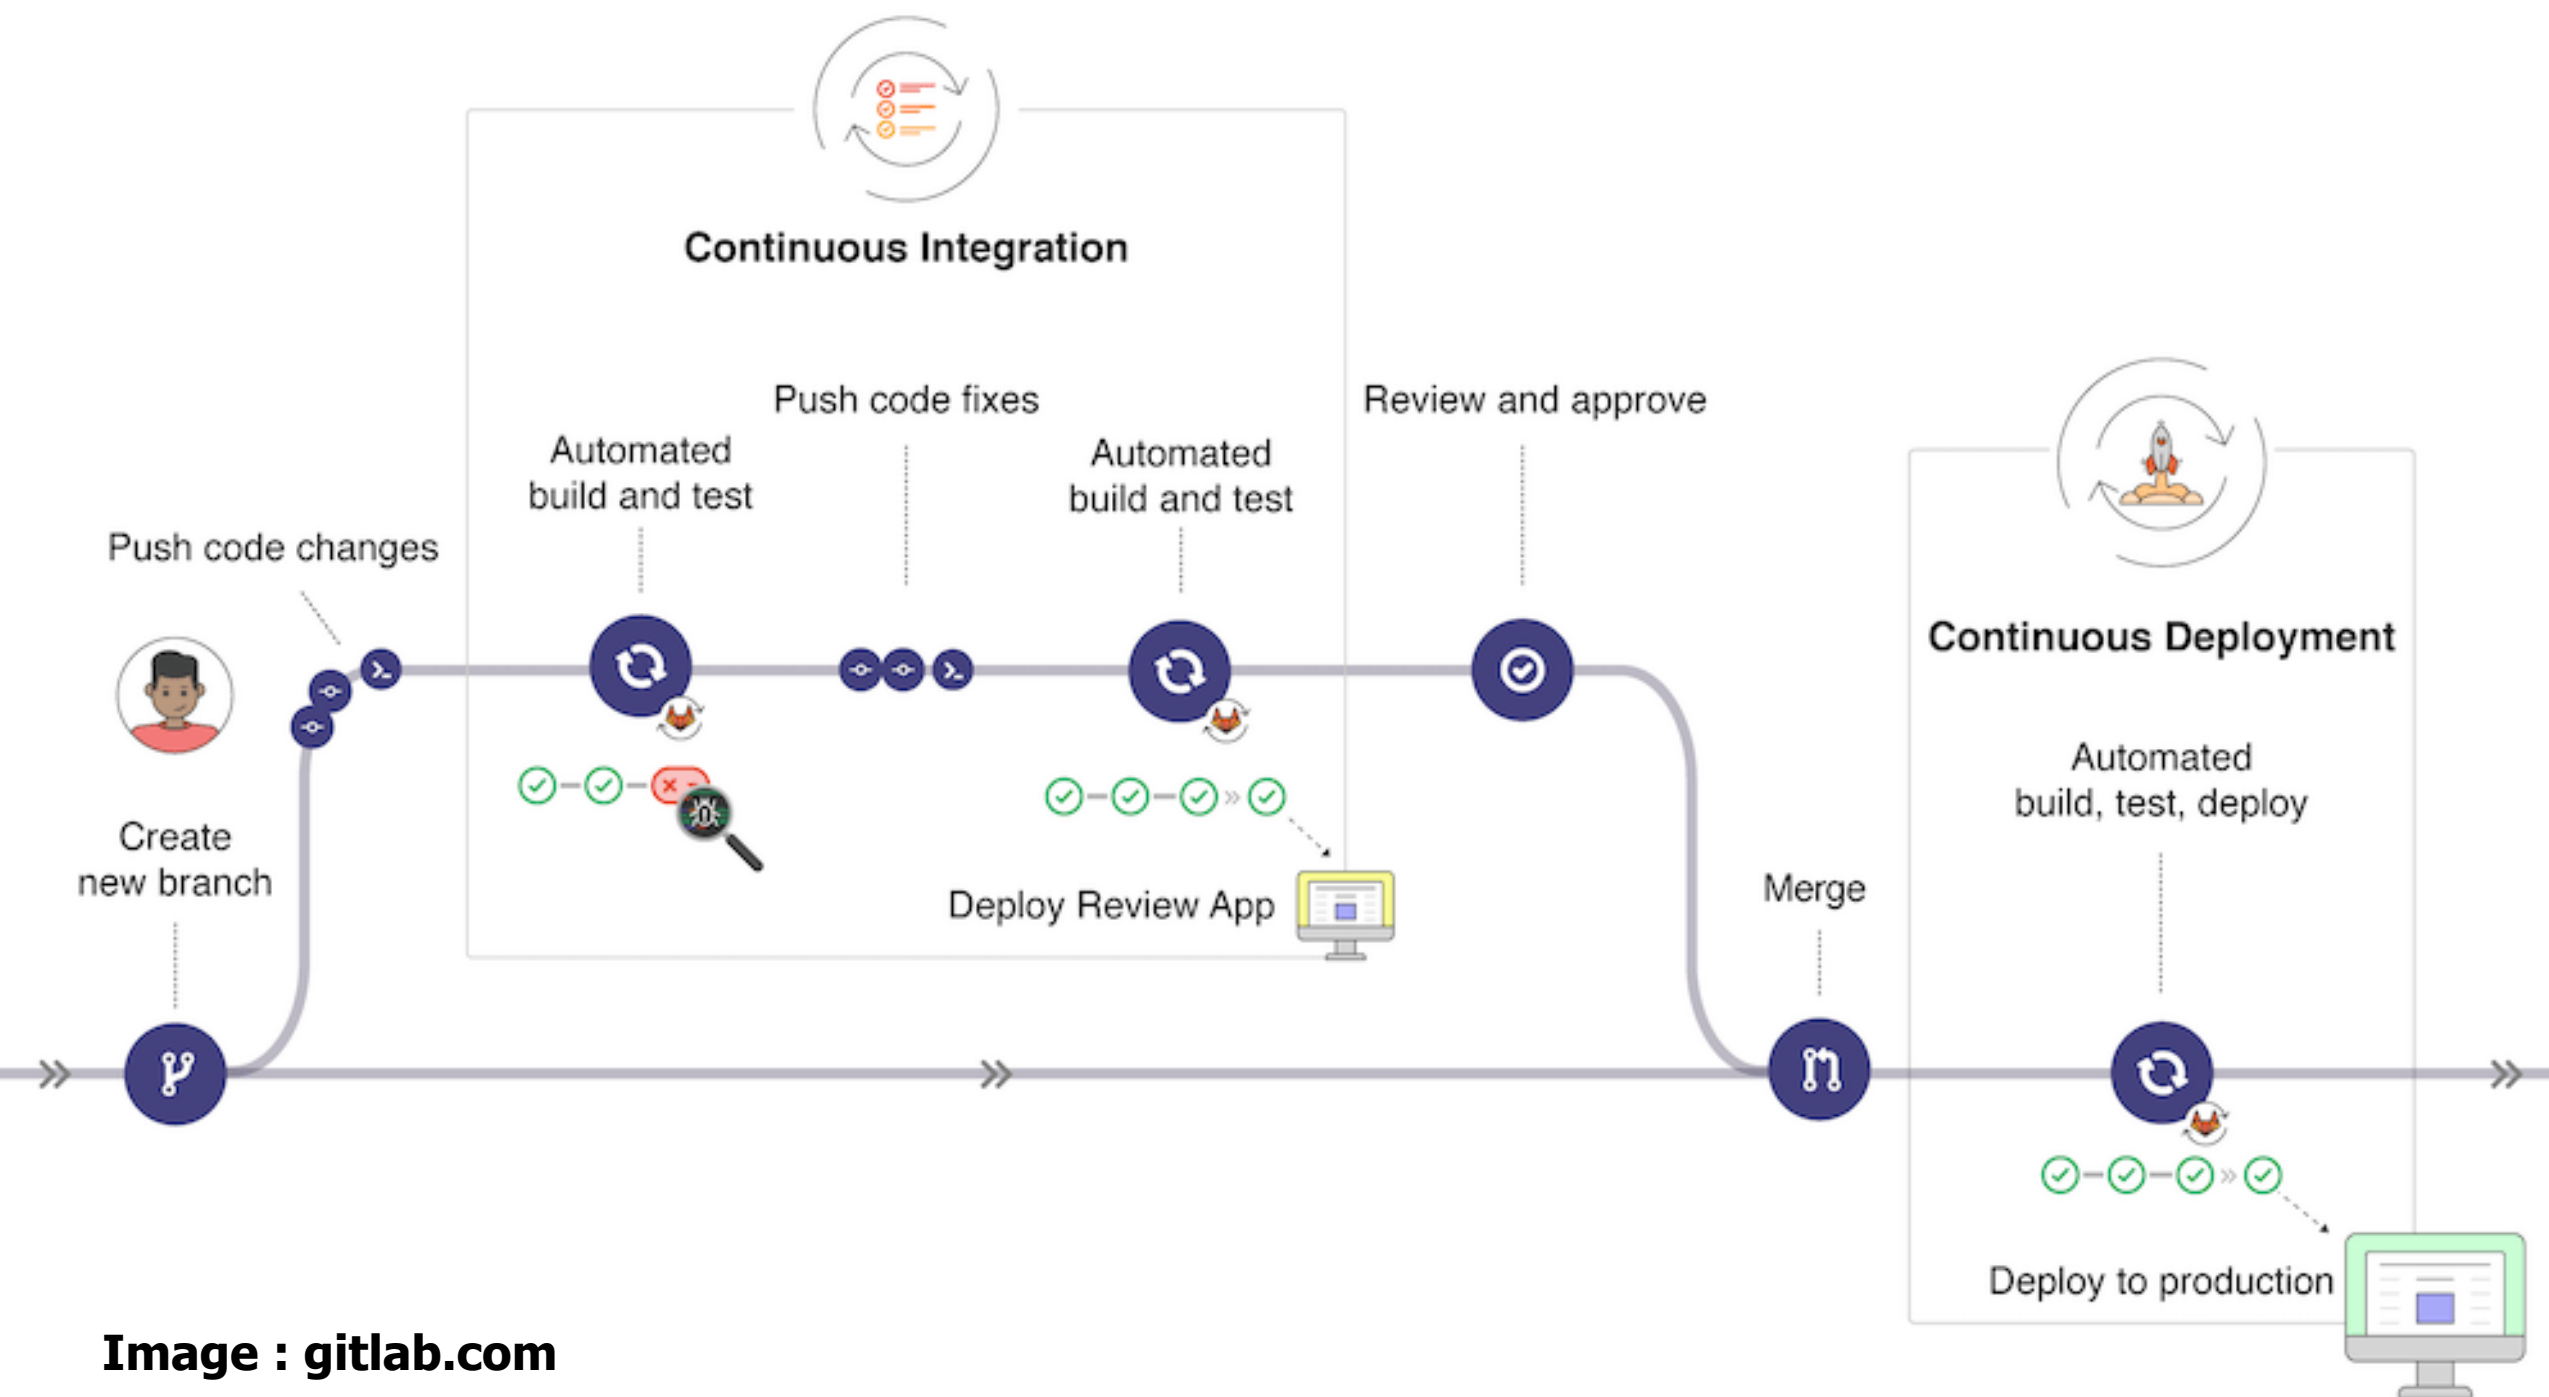 Continuous Integration
Push code fixes
Review and approve
Automated
build and test
Automated
build and test
Push code changes
Continuous Deployment
Automated
build, test, deploy
Create
new branch
Deploy Review App
Merge
Deploy to production
Image : gitlab.com